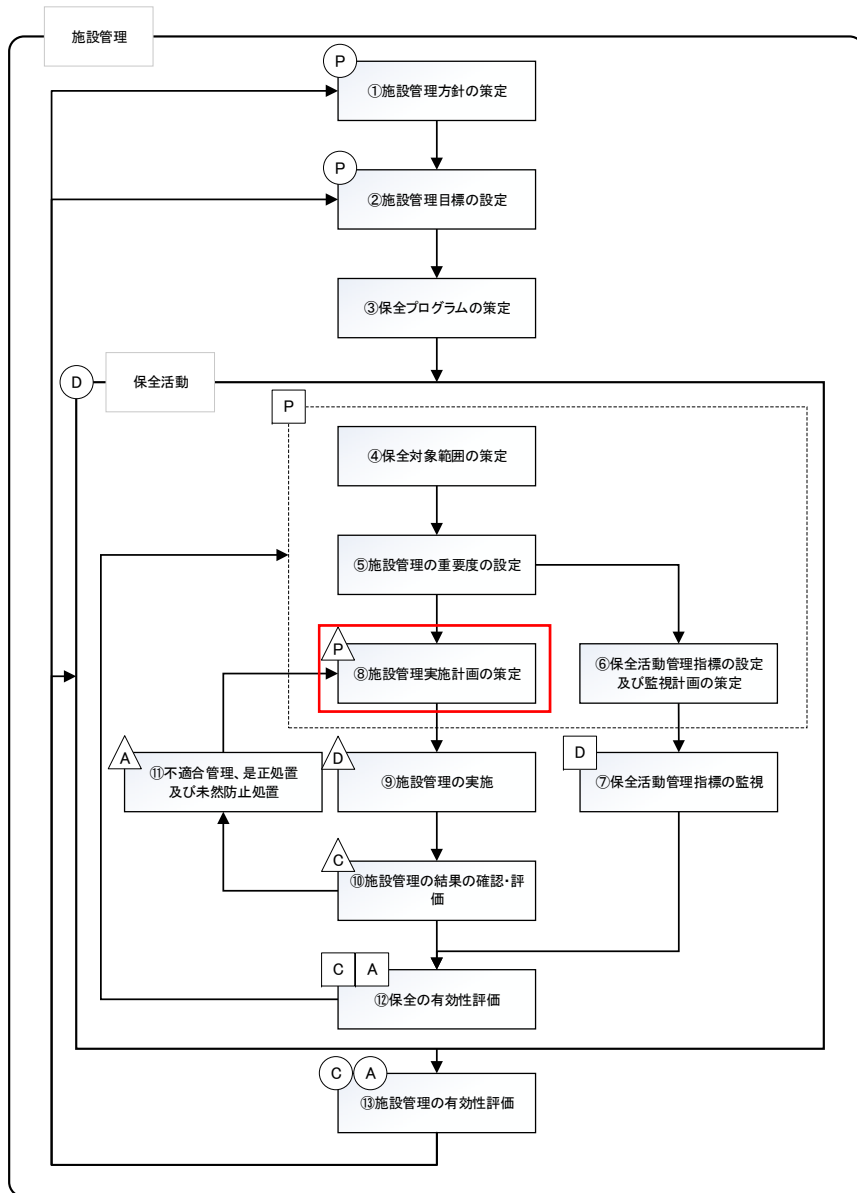 施設管理
P
①施設管理方針の策定
P
②施設管理目標の設定
③保全プログラムの策定
D
保全活動
P
④保全対象範囲の策定
⑤施設管理の重要度の設定
P
⑧施設管理実施計画の策定
⑥保全活動管理指標の設定
及び監視計画の策定
A
⑪不適合管理、是正処置
及び未然防止処置
D
⑨施設管理の実施
D
⑦保全活動管理指標の監視
C
⑩施設管理の結果の確認・評
価
C
A
⑫保全の有効性評価
C
A
⑬施設管理の有効性評価